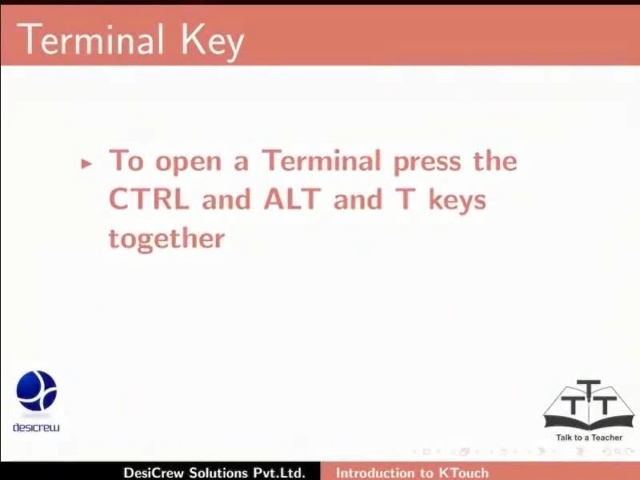 Terminal Key
▶ To open a Terminal press the
CTRL and ALT and T keys
together
desicrew
T T T
Talk to a Teacher
DesiCrew Solutions Pvt.Ltd. Introduction to KTouch